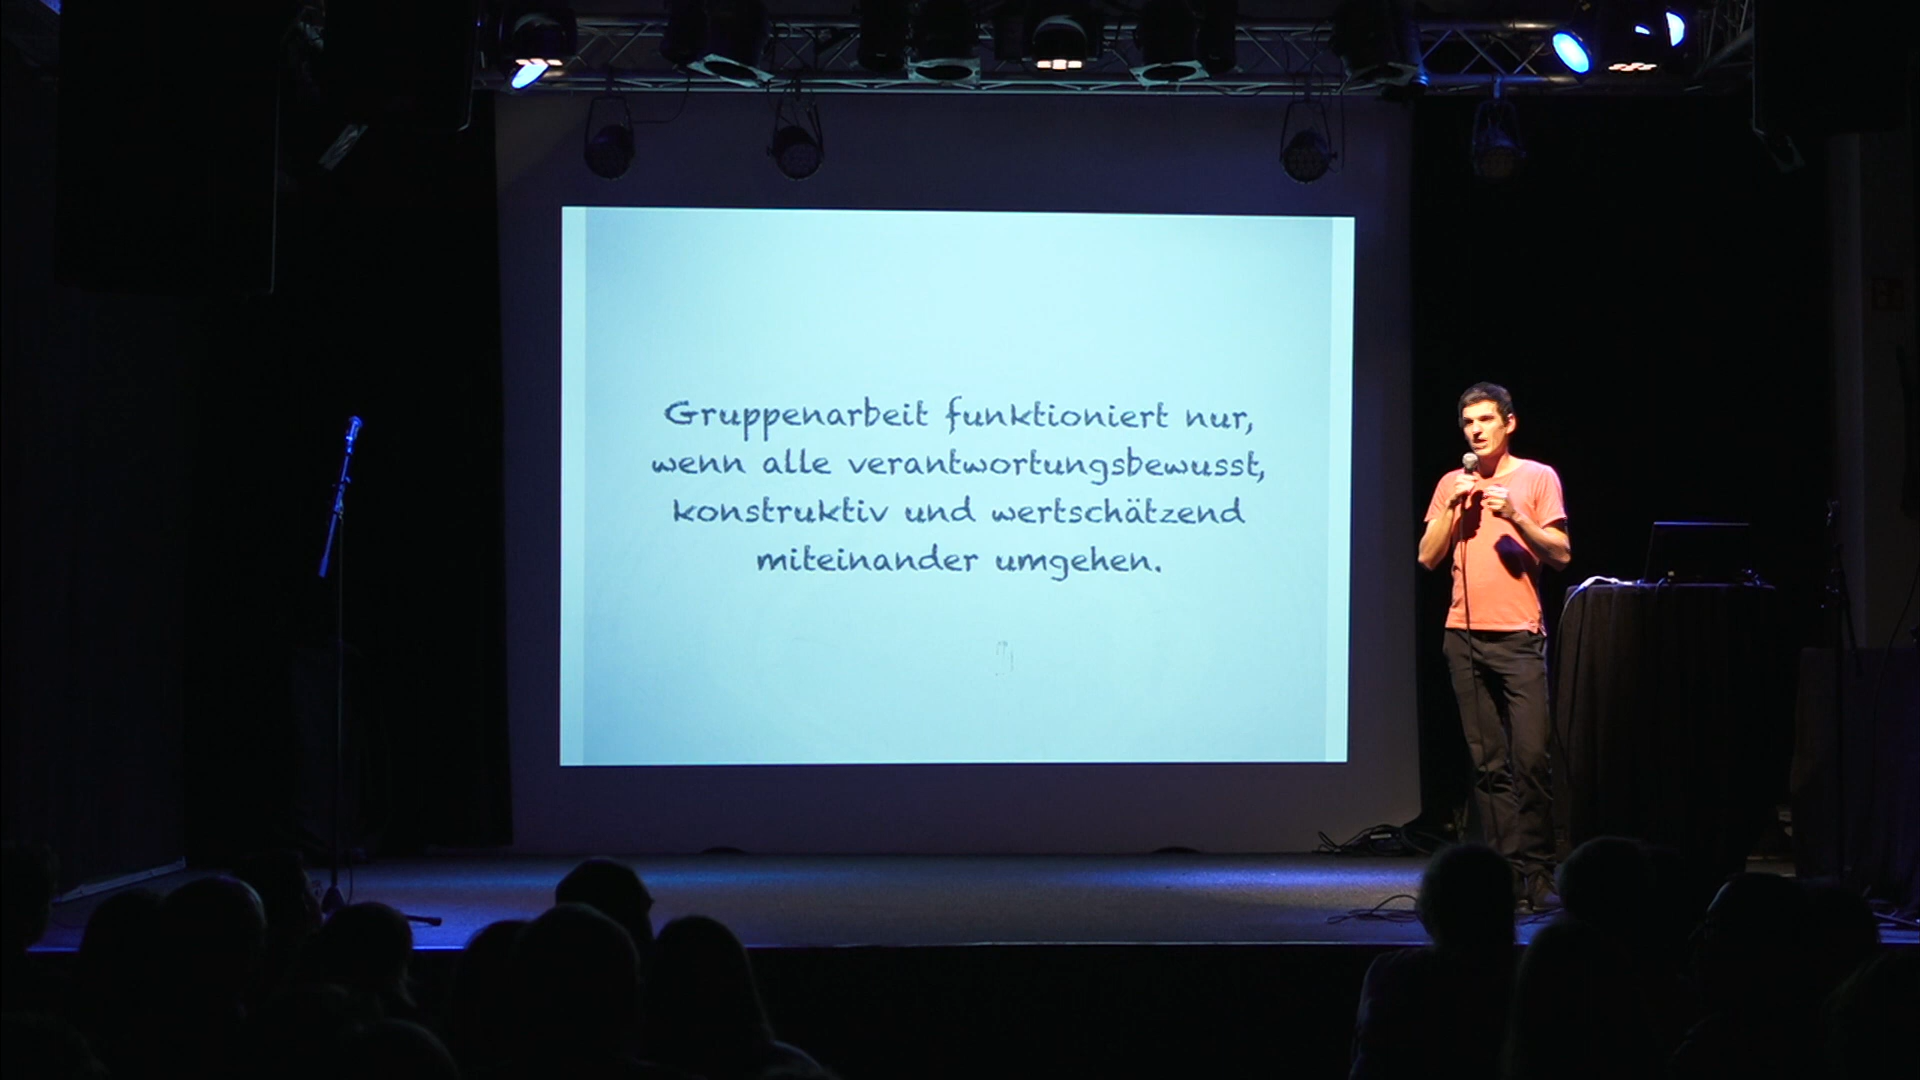 Gruppenarbeit funktioniert nur,
wenn alle verantwortungsbewusst,
konstruktiv und wertschätzend
miteinander umgehen.